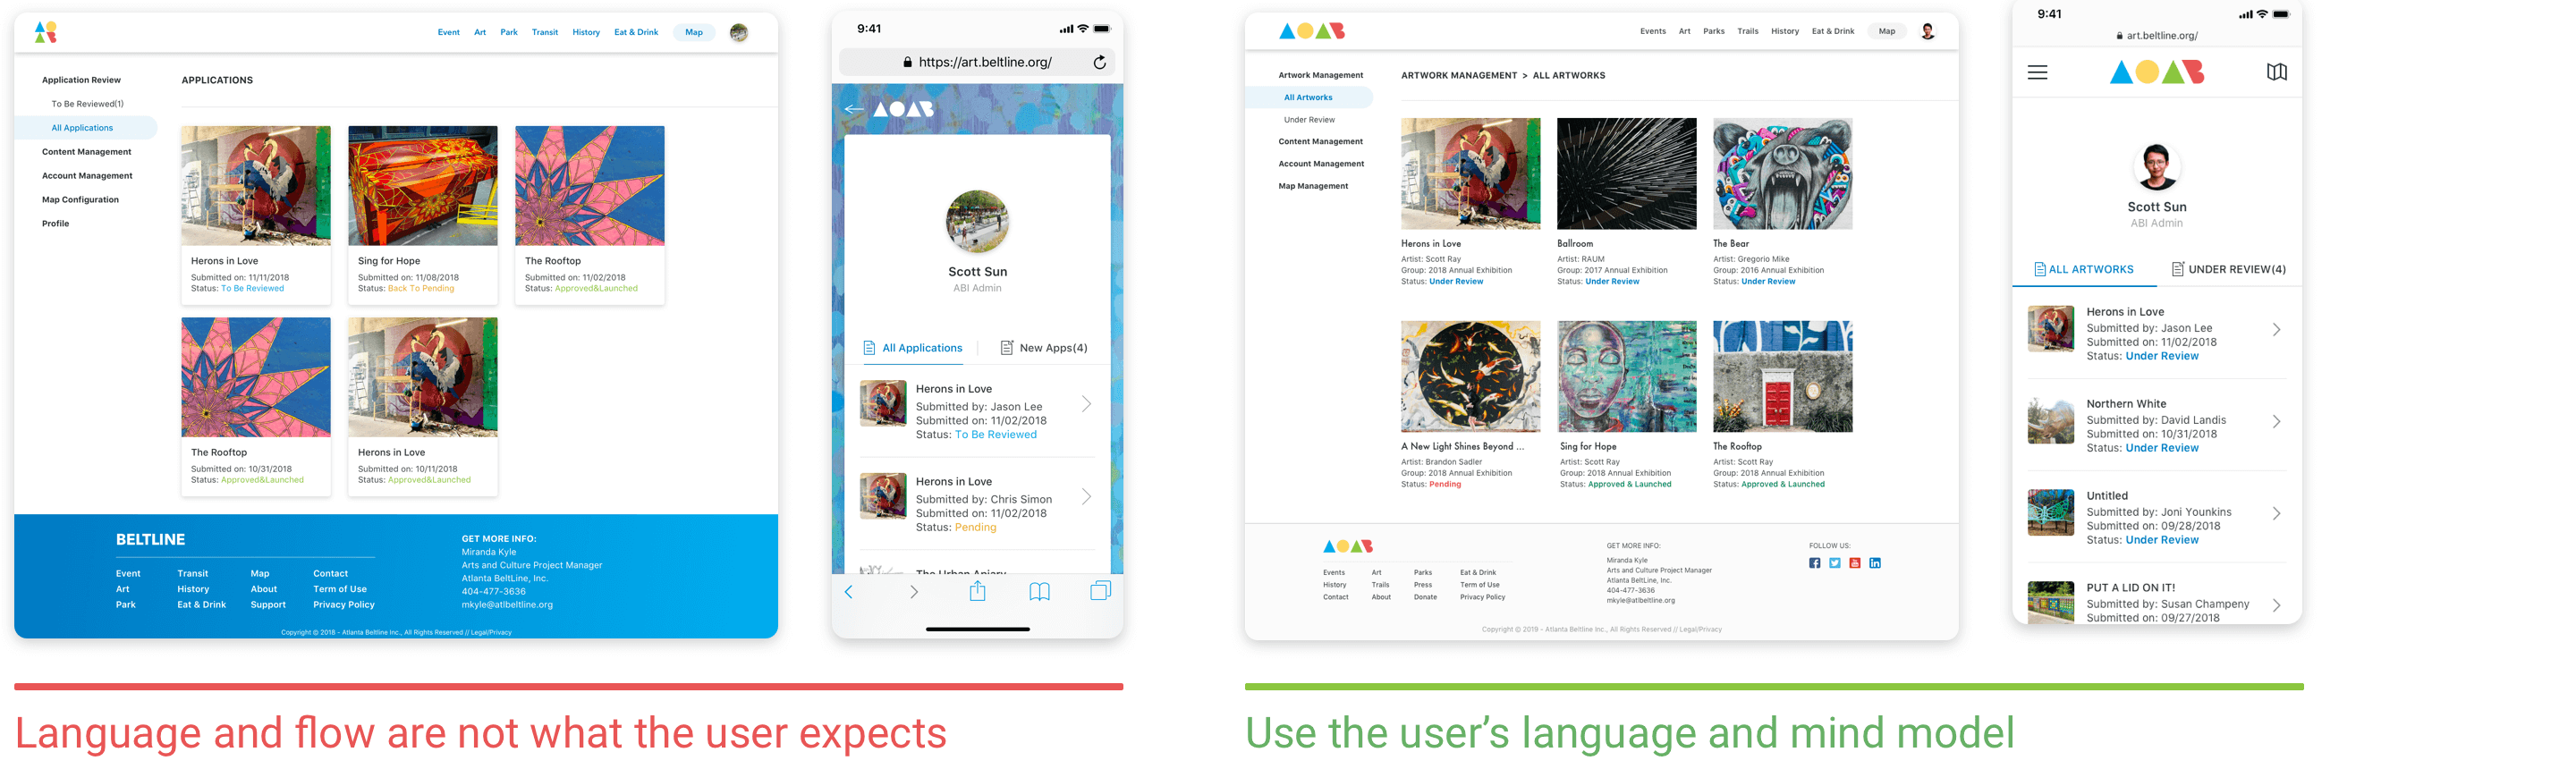 Event Art Park Transit History Eat & Drink Map
Application Review
To Be Reviewed(1)
All Applications
Content Management
Account Management
Map Configuration
Profile
APPLICATIONS
Herons in Love
Submitted on: 11/11/2018
Status: To Be Reviewed
Sing for Hope
Submitted on: 11/08/2018
Status: Back To Pending
The Rooftop
Submitted on: 11/02/2018
Status: Approved&Launched
The Rooftop
Submitted on: 10/31/2018
Status: Approved&Launched
Herons in Love
Submitted on: 10/11/2018
Status: Approved&Launched
BELTLINE
Event Transit Map Contact
Art History About Term of Use
Park Eat & Drink Support Privacy Policy
GET MORE INFO:
Miranda Kyle
Arts and Culture Project Manager
Atlanta BeltLine, Inc.
404-477-3636
mkyle@atlbeltline.org
Copyright © 2018 - Atlanta Beltline Inc., All Rights Reserved // Legal/Privacy
9:41
https://art.beltline.org/
Scott Sun
ABI Admin
All Applications New Apps(4)
Herons in Love
Submitted by: Jason Lee
Submitted on: 11/02/2018
Status: To Be Reviewed
Herons in Love
Submitted by: Chris Simon
Submitted on: 11/02/2018
Status: Pending
The Urban Apiary
Language and flow are not what the user expects
Events Art Parks Trails History Eat & Drink Map
Artwork Management
All Artworks
Under Review
Content Management
Account Management
Map Management
ARTWORK MANAGEMENT > ALL ARTWORKS
Herons in Love
Artist: Scott Ray
Group: 2018 Annual Exhibition
Status: Under Review
Ballroom
Artist: RAUM
Group: 2017 Annual Exhibition
Status: Under Review
The Bear
Artist: Gregorio Mike
Group: 2016 Annual Exhibition
Status: Under Review
A New Light Shines Beyond ...
Artist: Brandon Sadler
Group: 2018 Annual Exhibition
Status: Pending
Sing for Hope
Artist: Scott Ray
Group: 2018 Annual Exhibition
Status: Approved & Launched
The Rooftop
Artist: Scott Ray
Group: 2018 Annual Exhibition
Status: Approved & Launched
Events Art Parks Eat & Drink
History Trails Press Term of Use
Contact About Donate Privacy Policy
GET MORE INFO:
Miranda Kyle
Arts and Culture Project Manager
Atlanta BeltLine, Inc.
404-477-3636
mkyle@atlbeltline.org
FOLLOW US:
Copyright © 2019 - Atlanta Beltline Inc., All Rights Reserved // Legal/Privacy
9:41
art.beltline.org/
Scott Sun
ABI Admin
ALL ARTWORKS UNDER REVIEW(4)
Herons in Love
Submitted by: Jason Lee
Submitted on: 11/02/2018
Status: Under Review
Northern White
Submitted by: David Landis
Submitted on: 10/31/2018
Status: Under Review
Untitled
Submitted by: Joni Younkins
Submitted on: 09/28/2018
Status: Under Review
PUT A LID ON IT!
Submitted by: Susan Champeny
Submitted on: 09/27/2018
Use the user's language and mind model